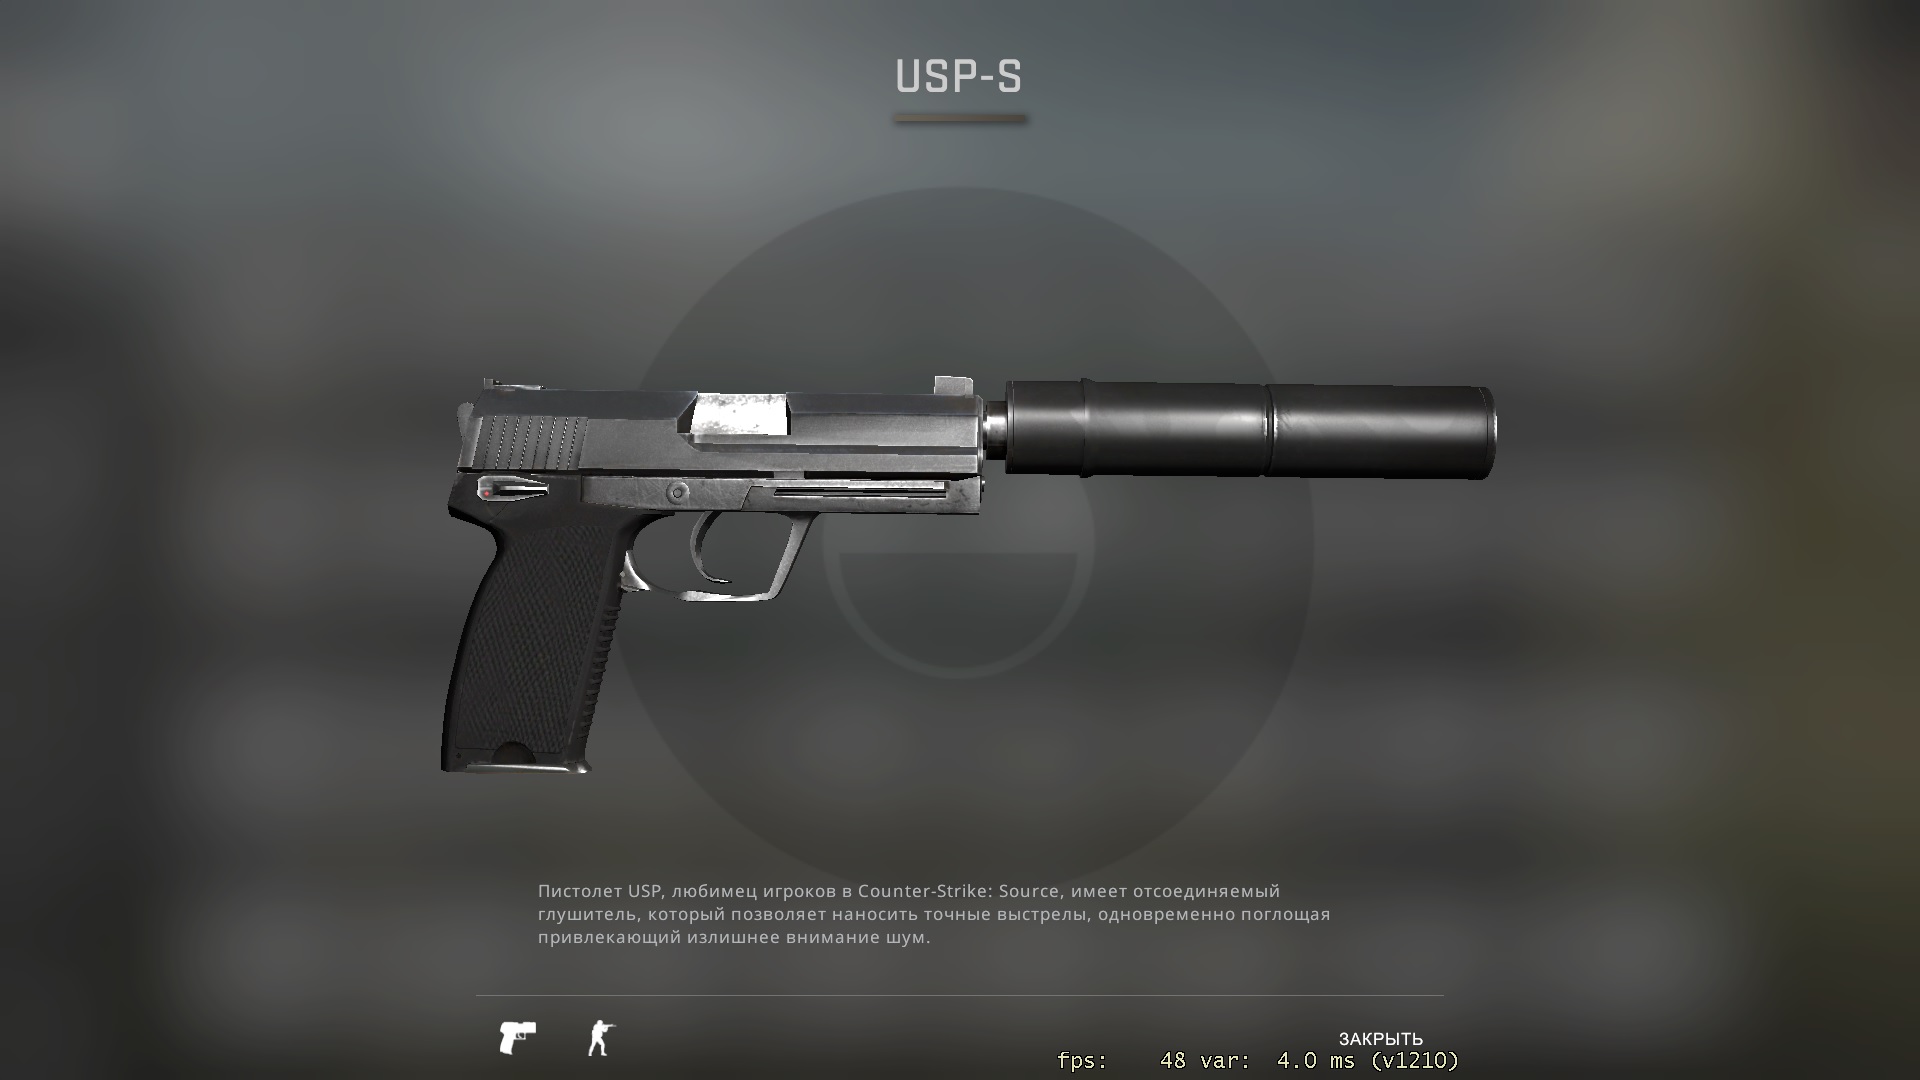 USP-S
Пистолет USP, любимец игроков в Counter-Strike: Source, имеет отсоединяемый
глушитель, который позволяет наносить точные выстрелы, одновременно поглощая
привлекающий излишнее внимание шум.
ЗАКРЫТЬ
fps: 48 var: 4.0 ms (v1210)